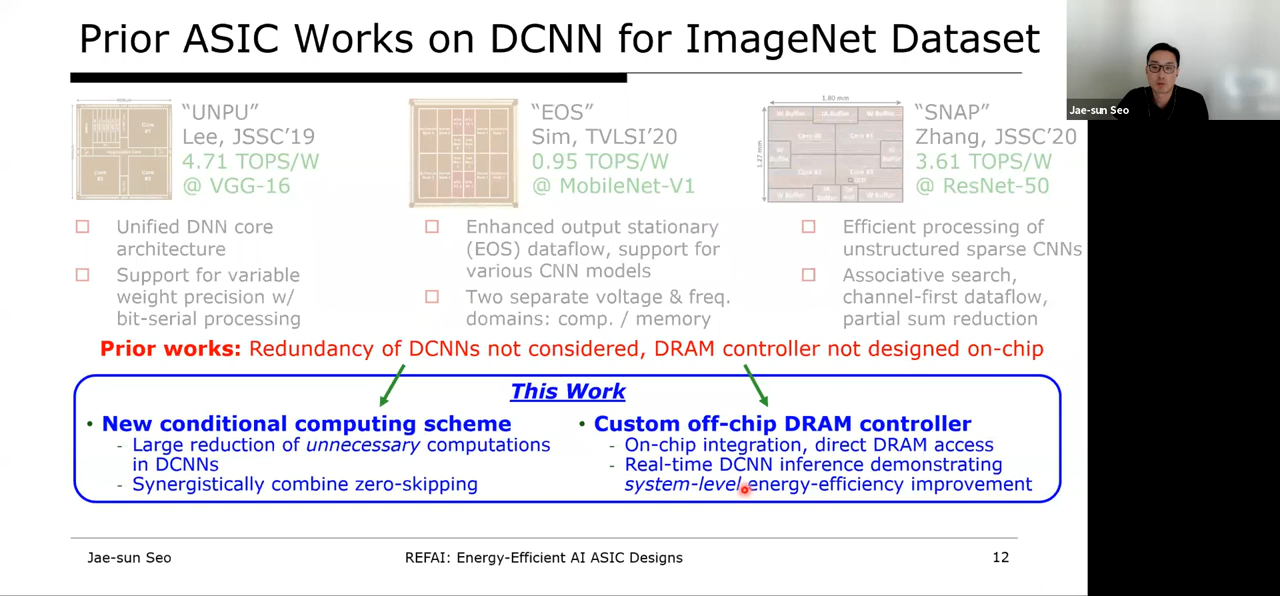 Prior ASIC Works on DCNN for ImageNet Dataset
Jae-sun Seo
"UNPU"
Lee, JSSC'19
4.71 TOPS/W
@ VGG-16
☐ Unified DNN core
architecture
☐ Support for variable
weight precision w/
bit-serial processing
"EOS"
Sim, TVLSI'20
0.95 TOPS/W
@ MobileNet-V1
☐ Enhanced output stationary
(EOS) dataflow, support for
various CNN models
☐ Two separate voltage & freq.
domains: comp. / memory
1.80 mm
1.27 mm
"SNAP"
Zhang, JSSC'20
3.61 TOPS/W
@ ResNet-50
☐ Efficient processing of
unstructured sparse CNNs
☐ Associative search,
channel-first dataflow,
partial sum reduction
Prior works: Redundancy of DCNNs not considered, DRAM controller not designed on-chip
This Work
• New conditional computing scheme
- Large reduction of unnecessary computations
in DCNNs
- Synergistically combine zero-skipping
• Custom off-chip DRAM controller
- On-chip integration, direct DRAM access
- Real-time DCNN inference demonstrating
system-level energy-efficiency improvement
Jae-sun Seo
REFAI: Energy-Efficient AI ASIC Designs
12